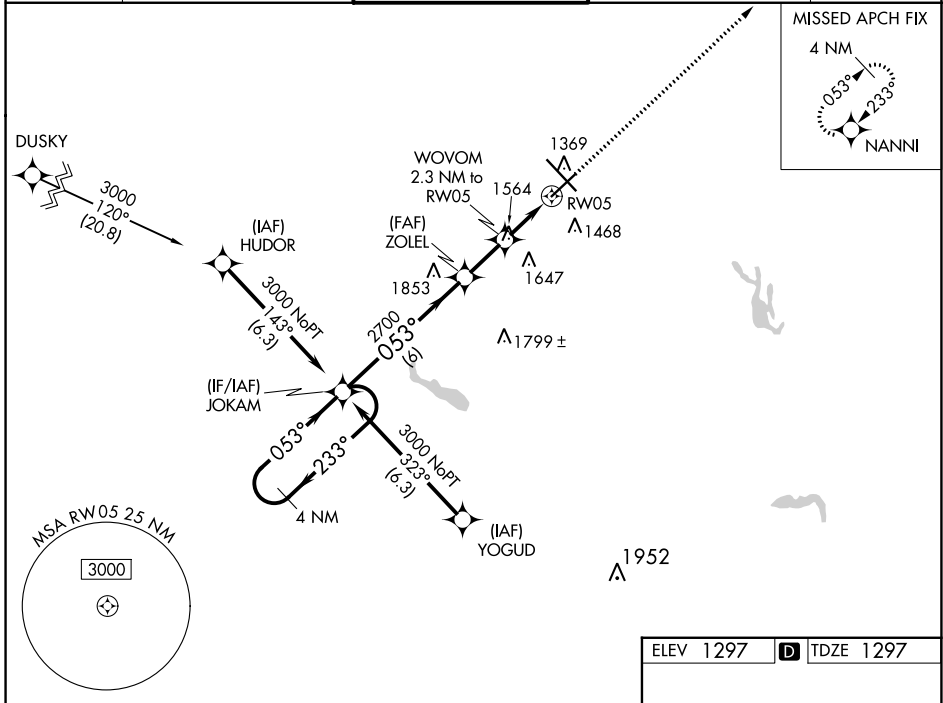 MISSED APCH FIX
4 NM
053°
233°
NANNI
DUSKY
3000
120°
(20.8)
(IAF)
HUDOR
3000 NoPT
143°
(6.3)
WOVOM
2.3 NM to
RW05
1564
1369
RW05
1468
(FAF)
ZOLEL
1853
1647
2700
053°
(6)
1799 ±
(IF/IAF)
JOKAM
053°
233°
4 NM
3000 NoPT
323°
(6.3)
(IAF)
YOGUD
1952
MSA RW05 25 NM
3000
ELEV 1297
D
TDZE 1297